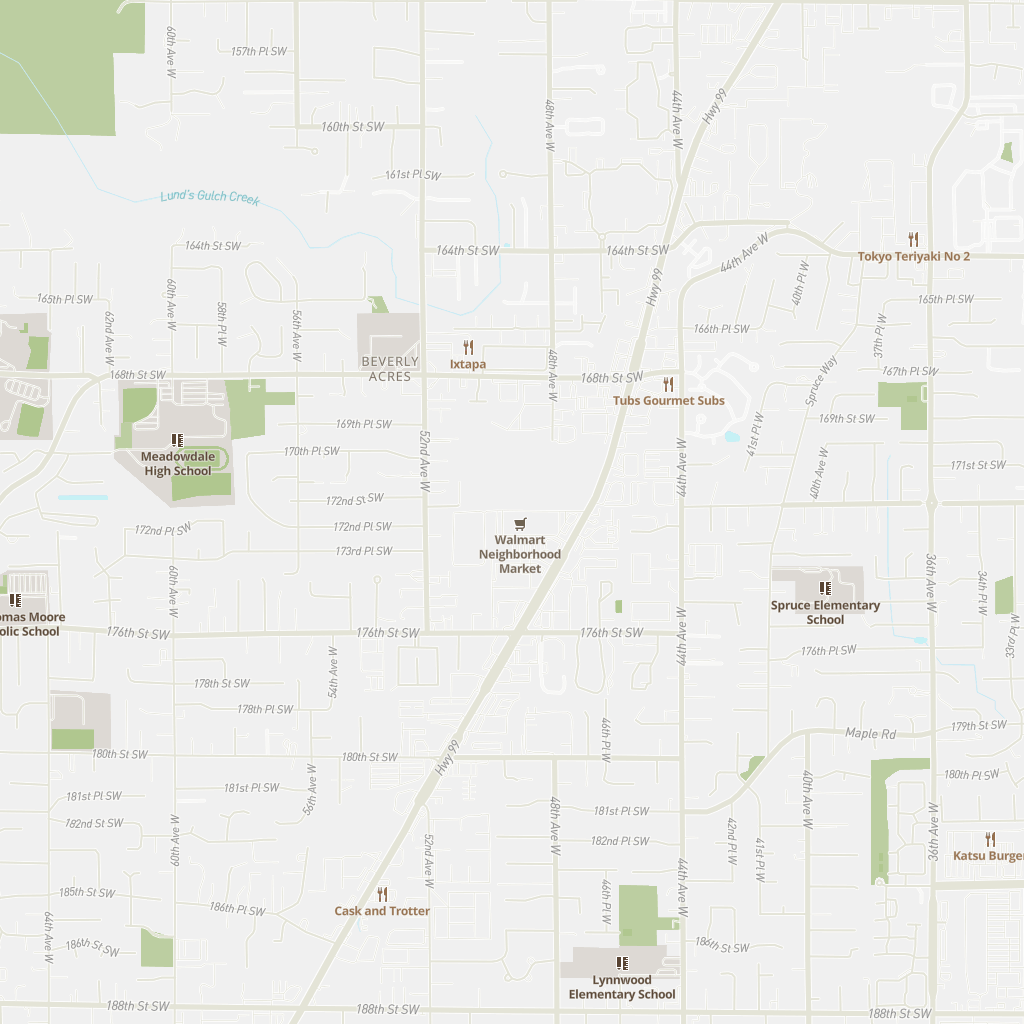 60th Ave W
157th Pl SW
48th Ave W
44th Ave W
Hwy 99
160th St SW
161st Pl SW
Lund's Gulch Creek
164th St SW
164th St SW
164th St SW
44th Ave W
Tokyo Teriyaki No 2
165th Pl SW
62nd Ave W
60th Ave W
58th Pl W
56th Ave W
Hwy 99
40th Pl W
165th Pl SW
166th Pl SW
37th Pl W
BEVERLY
ACRES
Ixtapa
48th Ave W
168th St SW
168th St SW
Tubs Gourmet Subs
Spruce Way
167th Pl SW
169th Pl SW
169th St SW
41st Pl W
Meadowdale
High School
170th Pl SW
52nd Ave W
44th Ave W
40th Ave W
171st St SW
172nd St SW
172nd Pl SW
172nd Pl SW
173rd Pl SW
Walmart
Neighborhood
Market
60th Ave W
36th Ave W
34th Pl W
33rd Pl W
omas Moore
olic School
Spruce Elementary
School
176th St SW
176th St SW
176th St SW
44th Ave W
176th Pl SW
54th Ave W
178th St SW
178th Pl SW
46th Pl W
179th St SW
Maple Rd
180th St SW
180th St SW
Hwy 99
180th Pl SW
181st Pl SW
181st Pl SW
56th Ave W
181st Pl SW
40th Ave W
182nd St SW
60th Ave W
48th Ave W
182nd Pl SW
42nd Pl W
41st Pl W
36th Ave W
52nd Ave W
Katsu Burger
185th St SW
186th Pl SW
Cask and Trotter
46th Pl W
44th Ave W
64th Ave W
186th St SW
186th St SW
Lynnwood
Elementary School
188th St SW
188th St SW
188th St SW